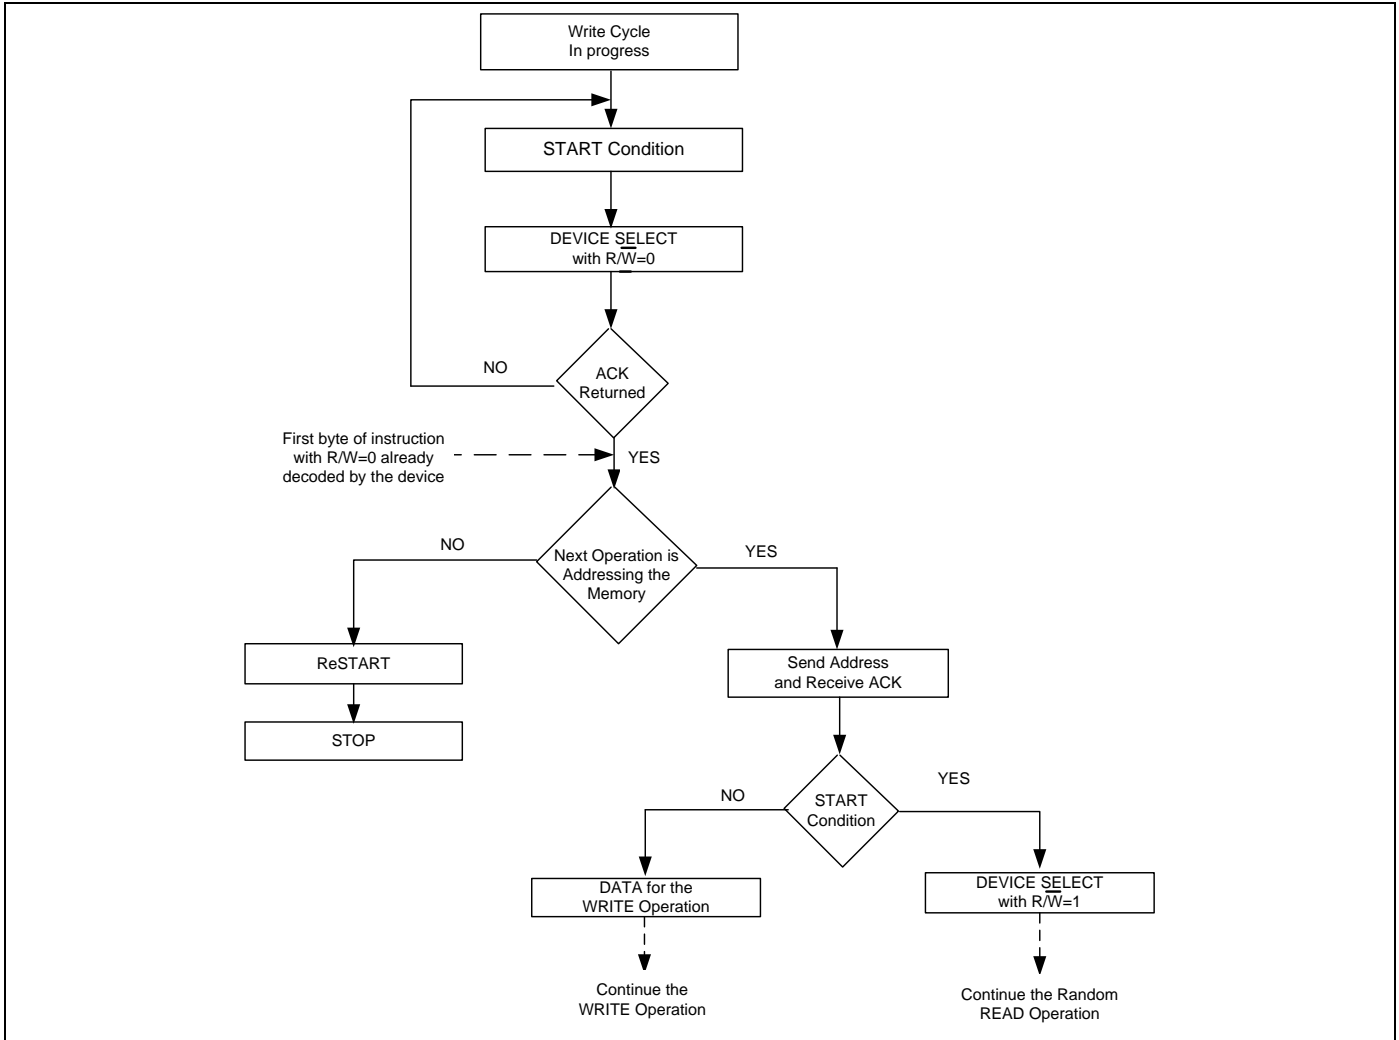 Write Cycle
In progress
START Condition
DEVICE SELECT
with R/W̅=0
NO
ACK
Returned
First byte of instruction
with R/W=0 already
decoded by the device
YES
NO
YES
Next Operation is
Addressing the
Memory
ReSTART
STOP
Send Address
and Receive ACK
NO
YES
START
Condition
DATA for the
WRITE Operation
DEVICE SELECT
with R/W̅=1
Continue the
WRITE Operation
Continue the Random
READ Operation